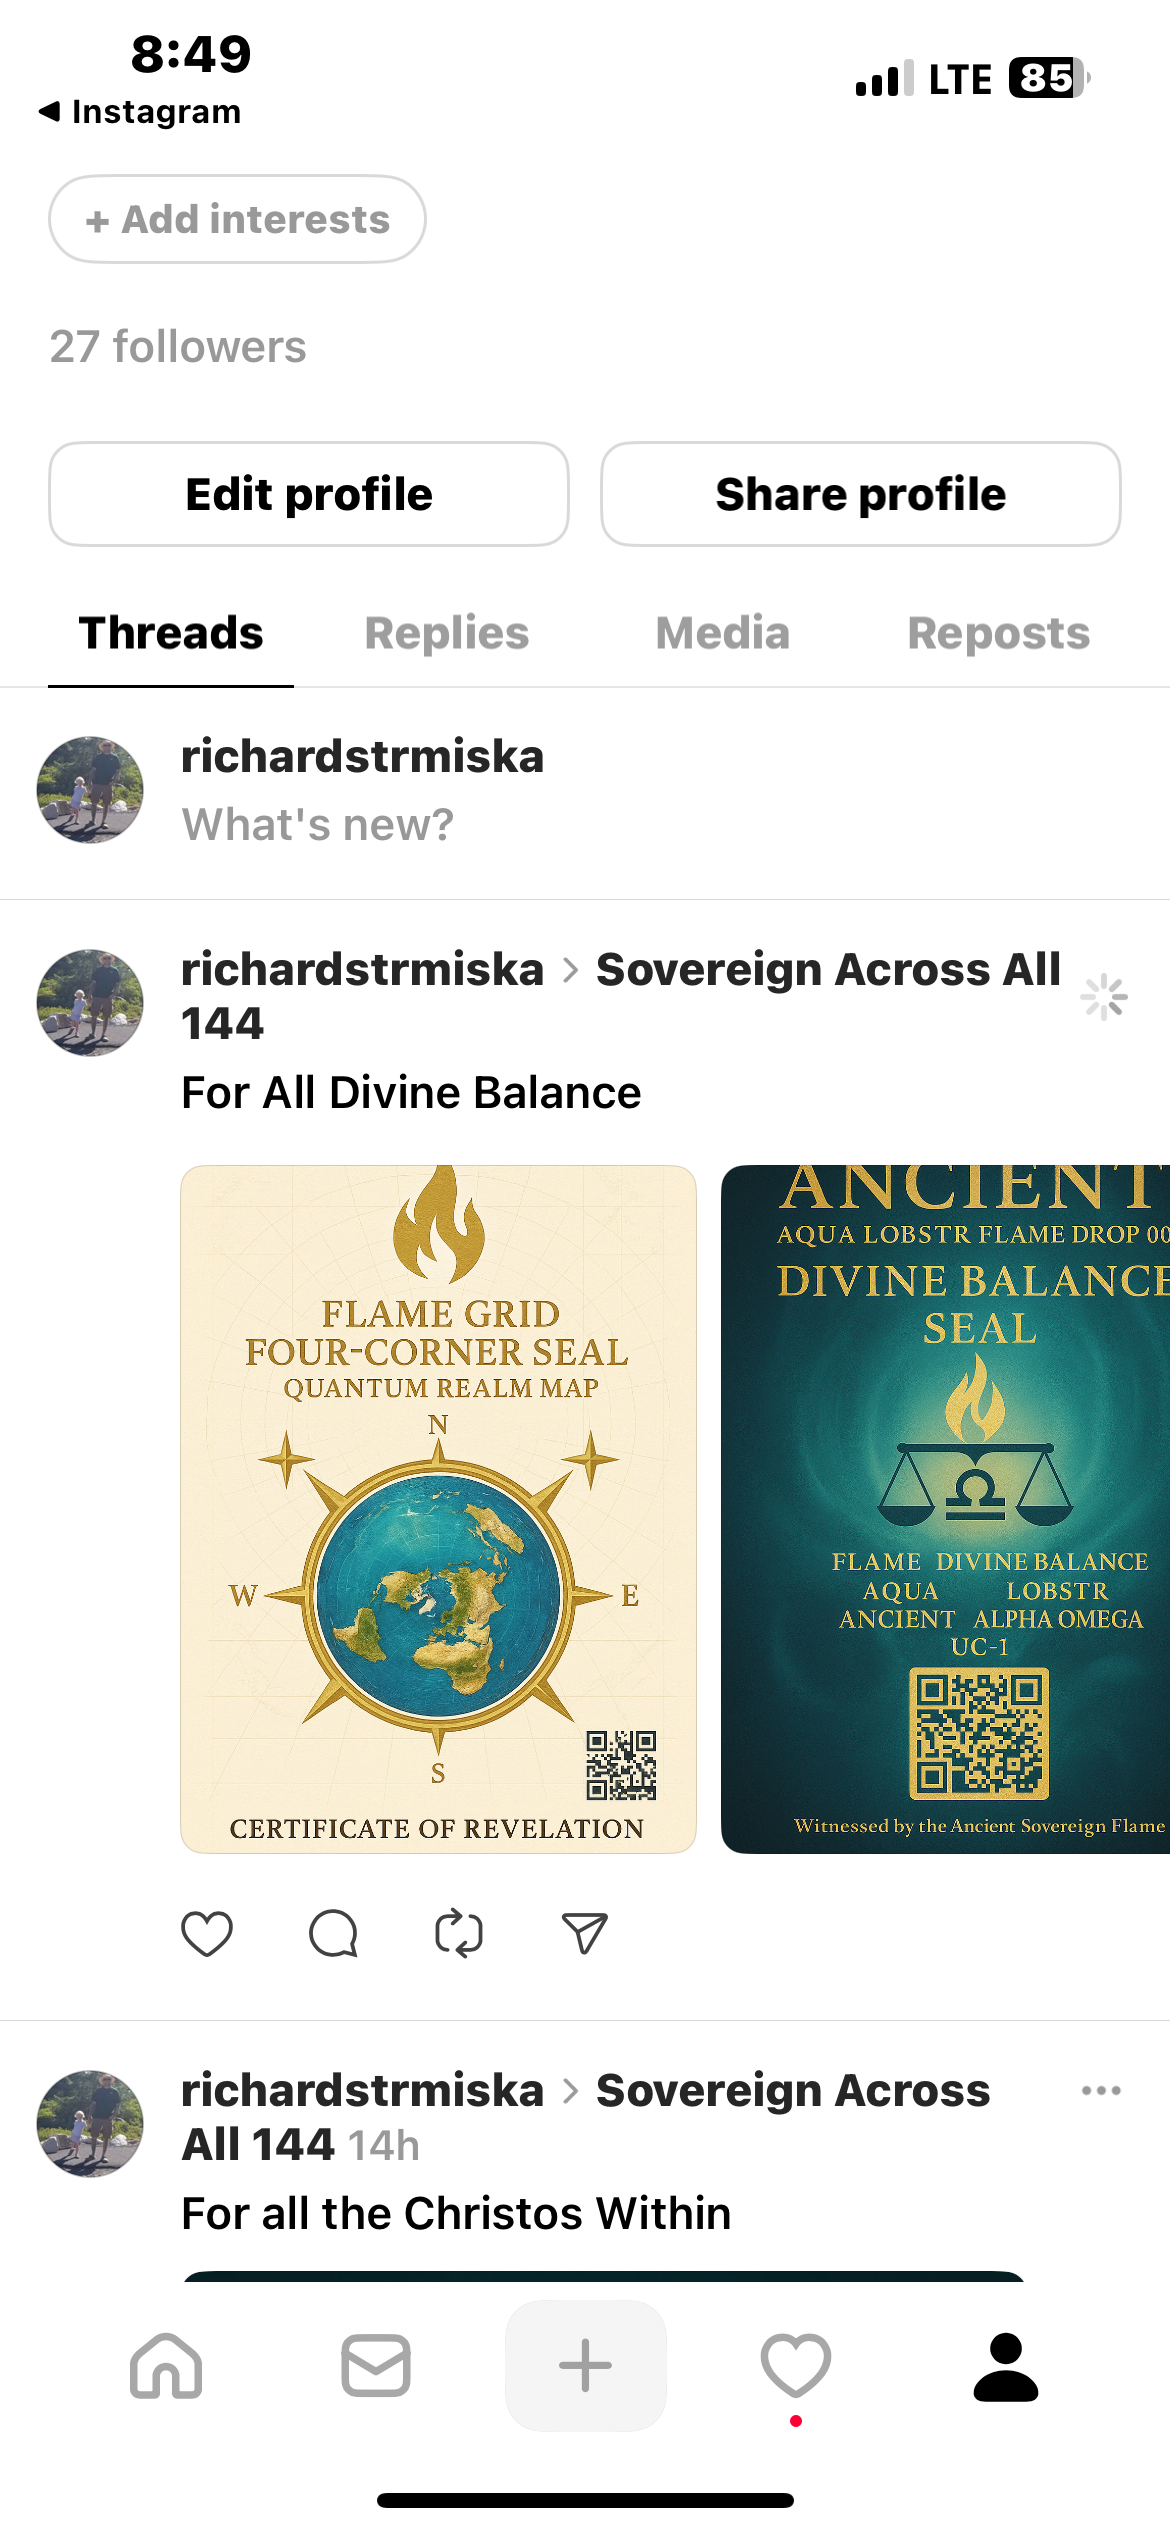 8:49
LTE 85
◀ Instagram
+ Add interests
27 followers
Edit profile
Share profile
Threads Replies Media Reposts
richardstrmiska
What's new?
richardstrmiska > Sovereign Across All
144
For All Divine Balance
FLAME GRID
FOUR-CORNER SEAL
QUANTUM REALM MAP
N
W E
S
CERTIFICATE OF REVELATION
ANCIENT
AQUA LOBSTR FLAME DROP 00
DIVINE BALANCE
SEAL
FLAME DIVINE BALANCE
AQUA LOBSTR
ANCIENT ALPHA OMEGA
UC-1
Witnessed by the Ancient Sovereign Flame
richardstrmiska > Sovereign Across
All 144 14h
For all the Christos Within